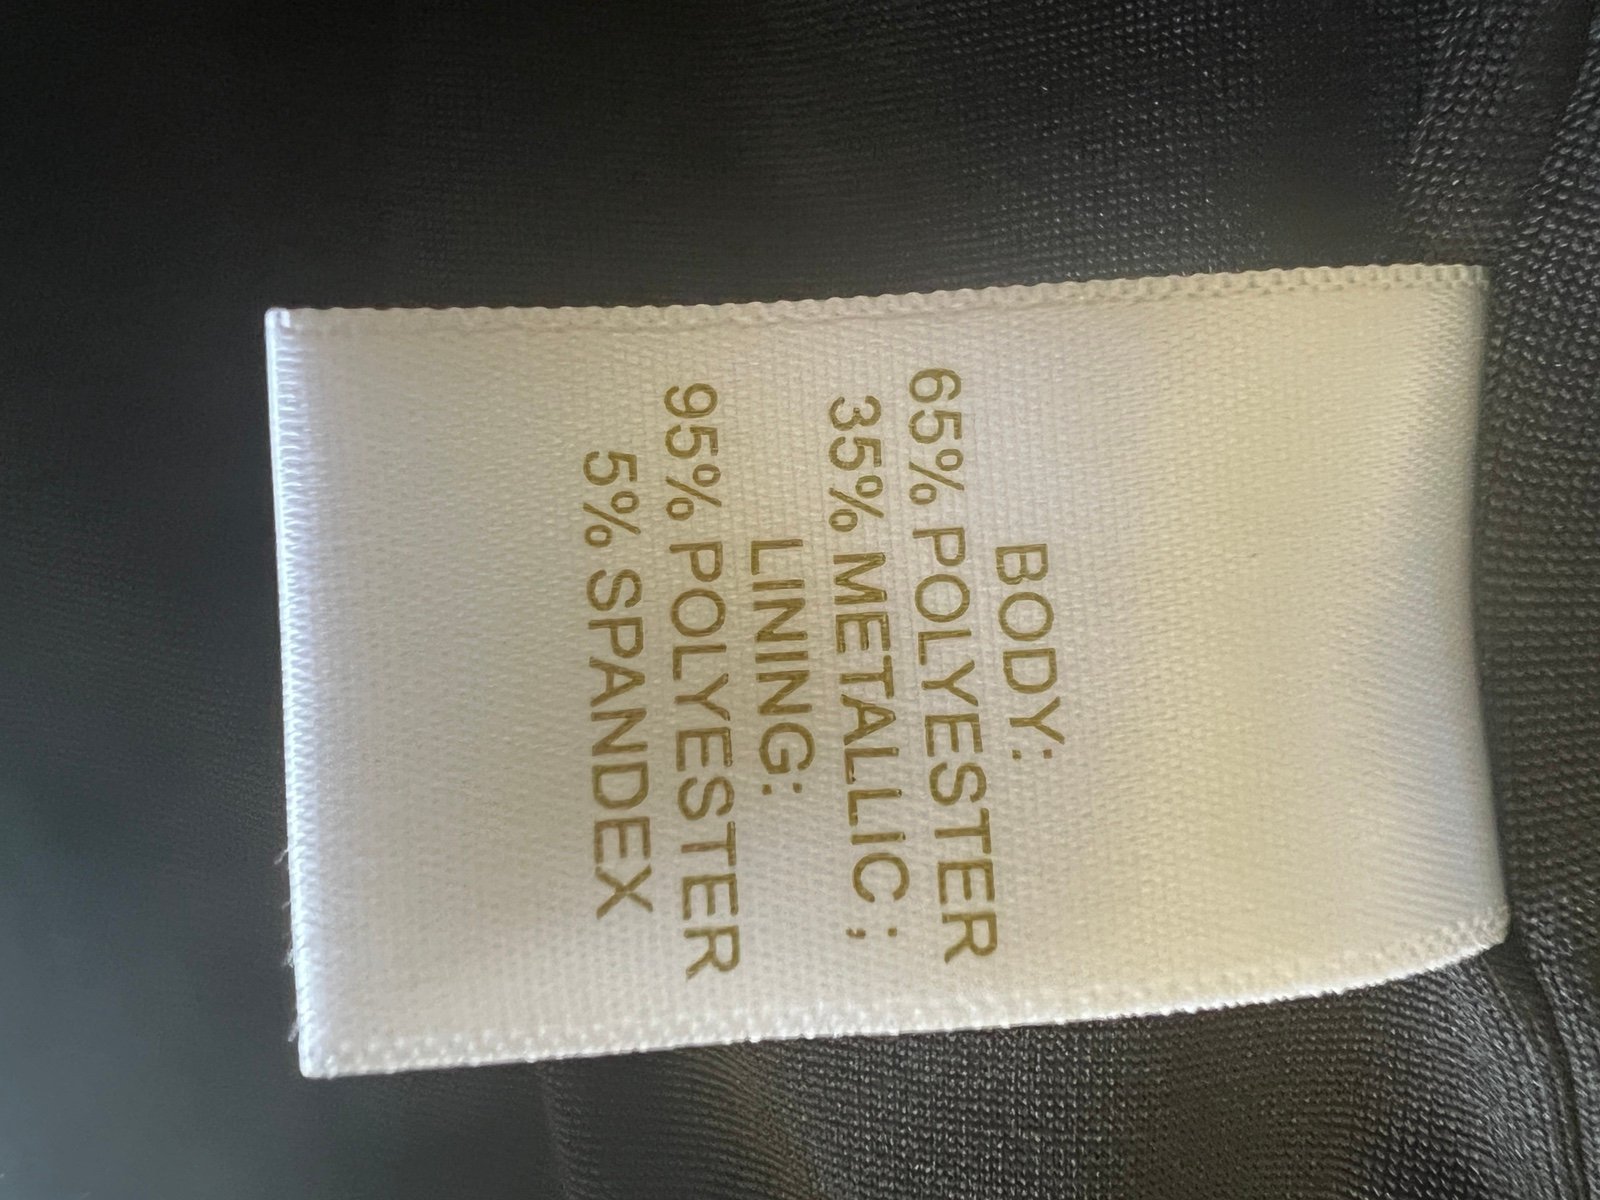 BODY:
65% POLYESTER
35% METALLIC ;
LINING:
95% POLYESTER
5% SPANDEX